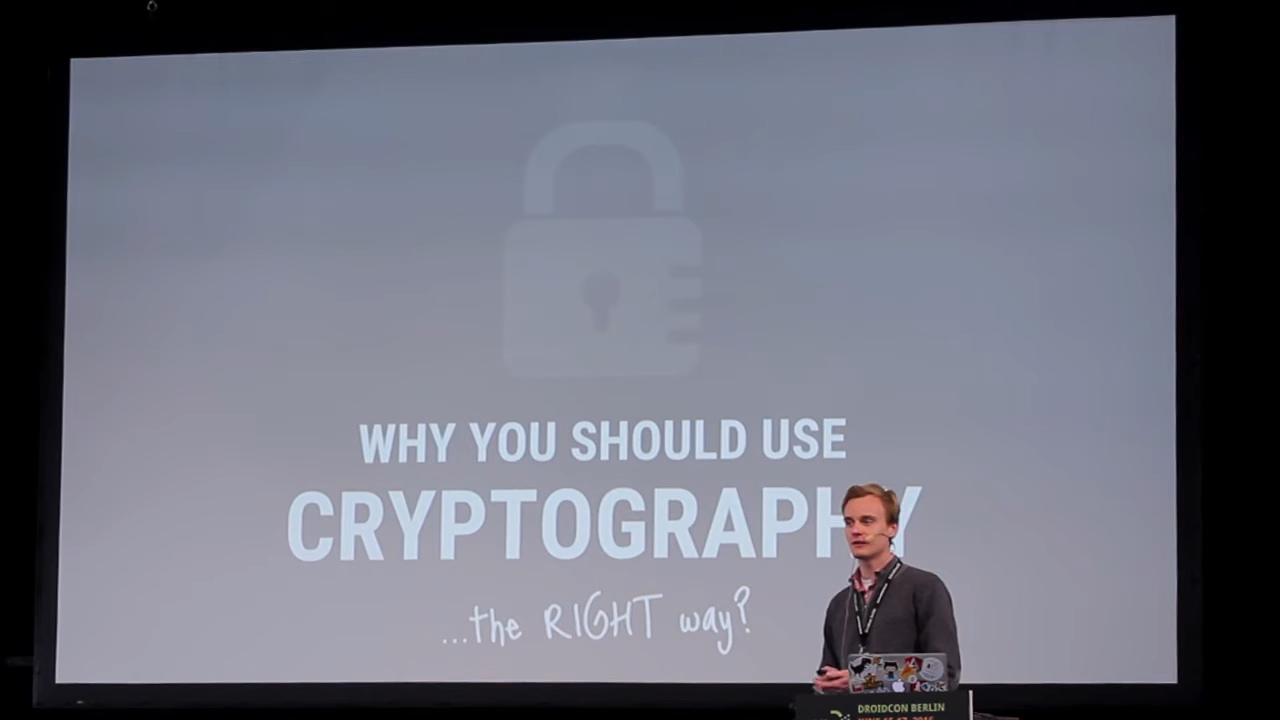 WHY YOU SHOULD USE
CRYPTOGRAPHY
...the RIGHT way?
DROIDCON BERLIN